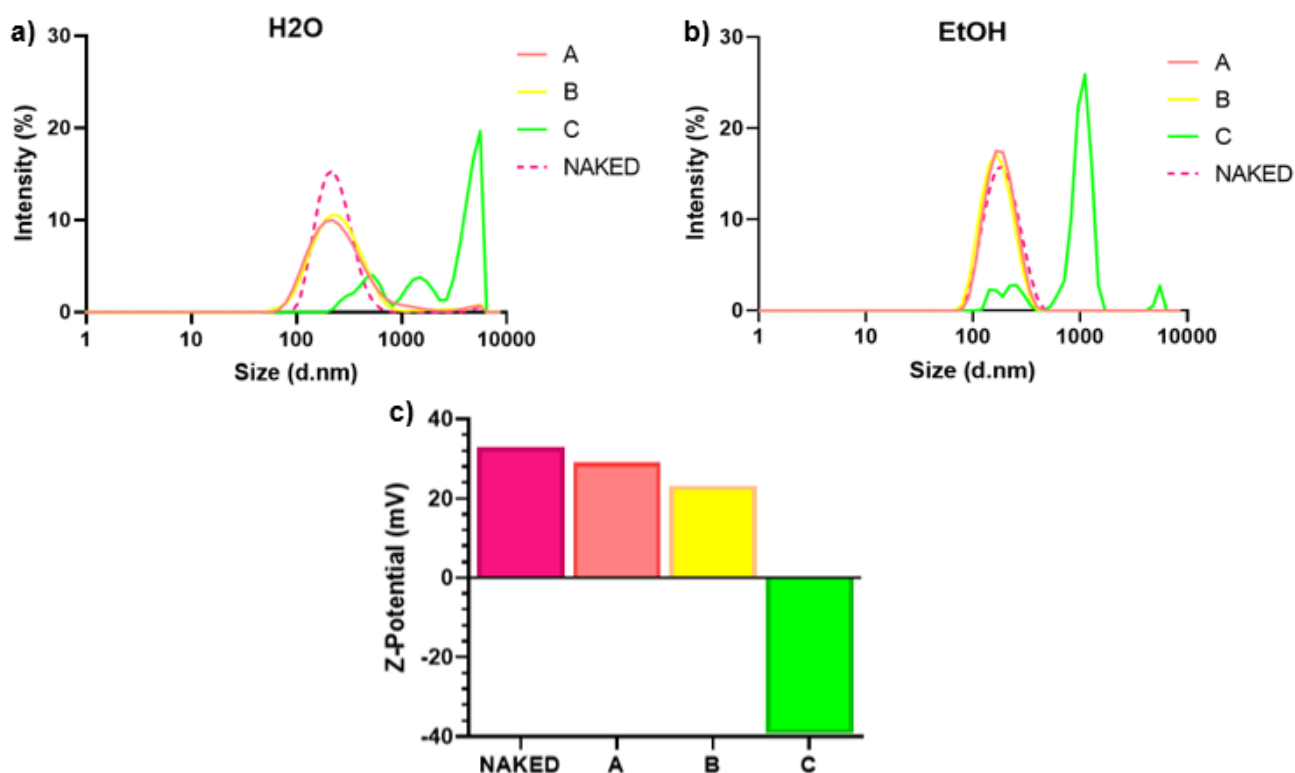 a)
H2O
30
20
10
0
Intensity (%)
1
10
100
1000
10000
Size (d.nm)
A
B
C
NAKED
b)
EtOH
30
20
10
0
Intensity (%)
1
10
100
1000
10000
Size (d.nm)
A
B
C
NAKED
c)
40
20
0
-20
-40
Z-Potential (mV)
NAKED
A
B
C